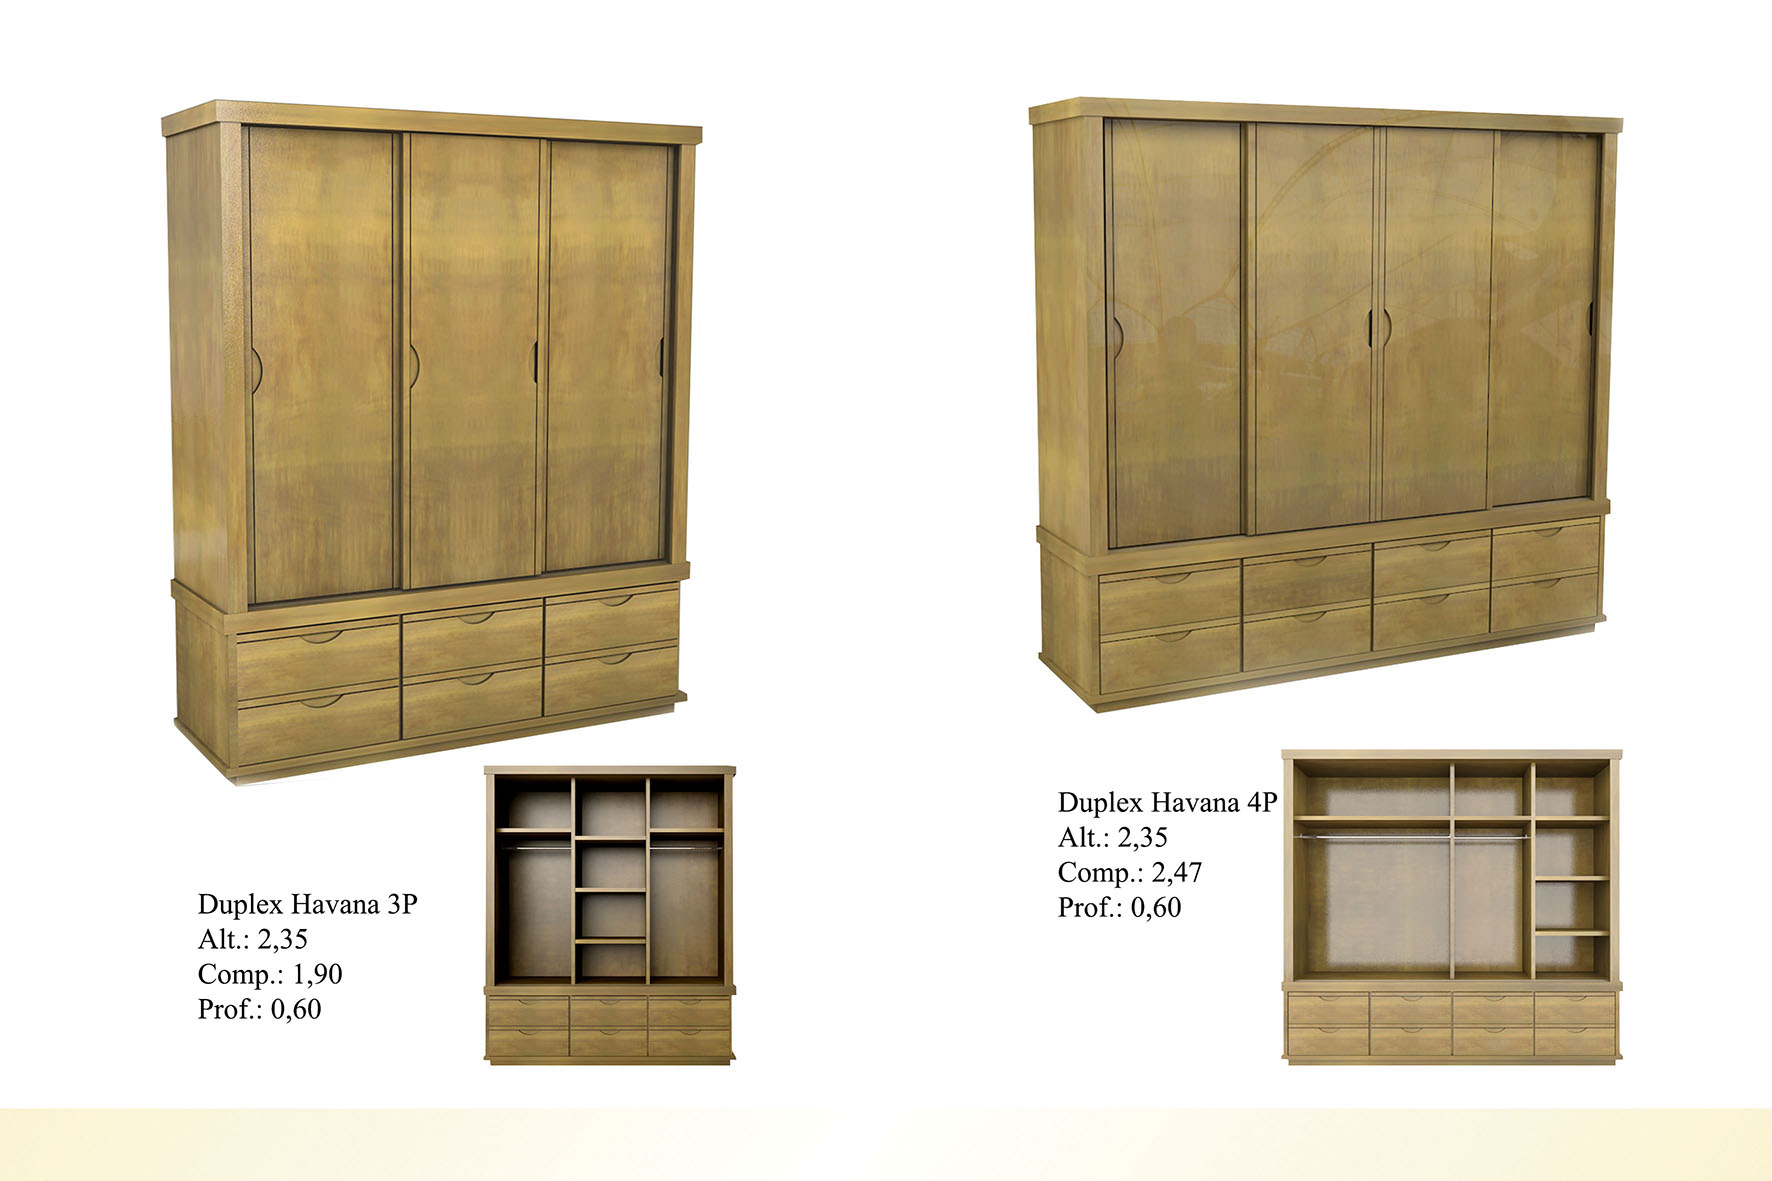 Duplex Havana 3P
Alt.: 2,35
Comp.: 1,90
Prof.: 0,60
Duplex Havana 4P
Alt.: 2,35
Comp.: 2,47
Prof.: 0,60